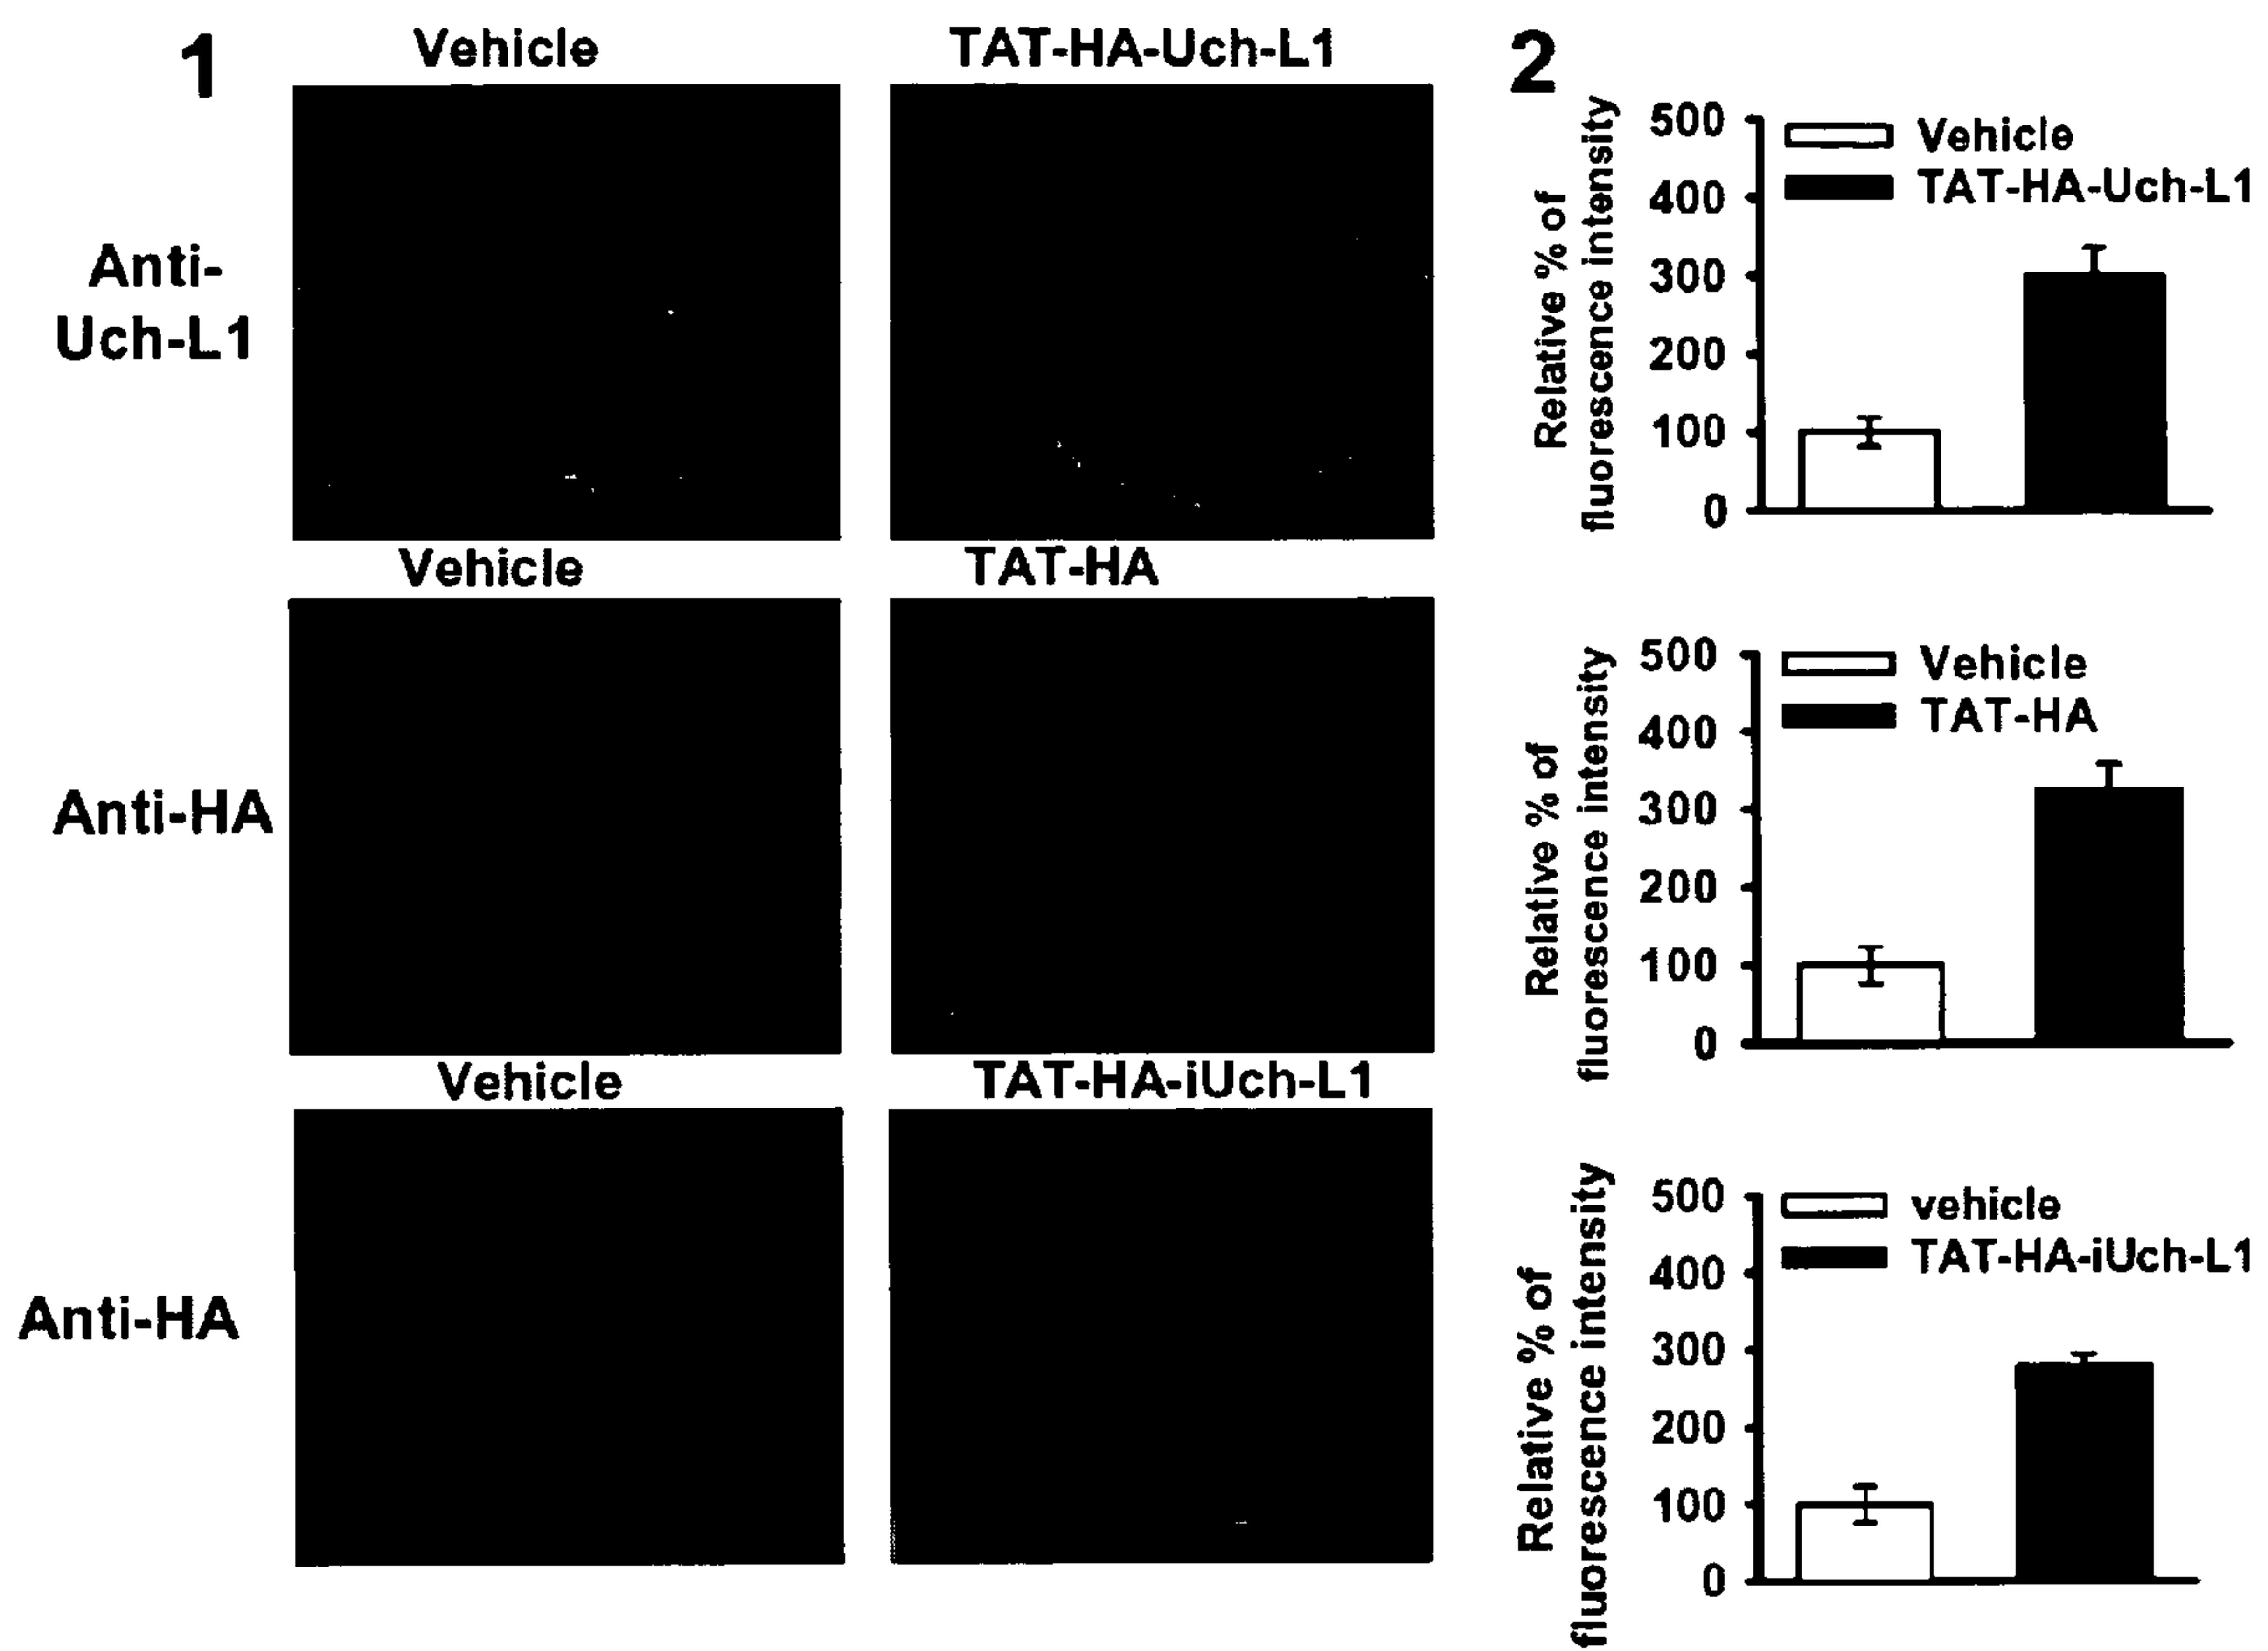 1
Vehicle
TAT-HA-Uch-L1
Anti-
Uch-L1
Vehicle
TAT-HA
Anti-HA
Vehicle
TAT-HA-iUch-L1
Anti-HA
2
Relative % of
fluorescence intensity
500
400
300
200
100
0
Vehicle
TAT-HA-Uch-L1
Relative % of
fluorescence intensity
500
400
300
200
100
0
Vehicle
TAT-HA
Relative % of
fluorescence intensity
500
400
300
200
100
0
vehicle
TAT-HA-iUch-L1